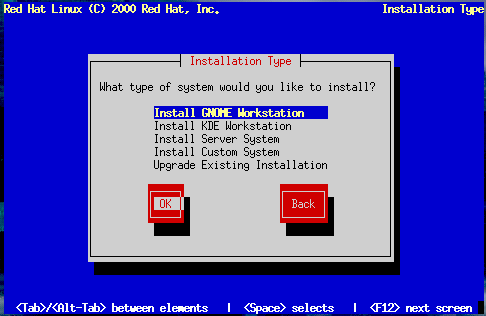 Red Hat Linux (C) 2000 Red Hat, Inc. Installation Type
Installation Type
What type of system would you like to install?
Install GNOME Workstation
Install KDE Workstation
Install Server System
Install Custom System
Upgrade Existing Installation
OK Back
<Tab>/<Alt-Tab> between elements | <Space> selects | <F12> next screen